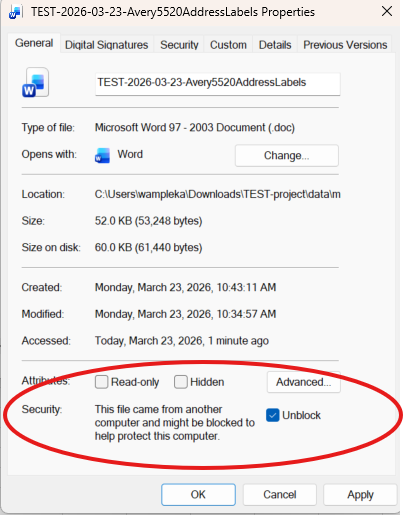 TEST-2026-03-23-Avery5520AddressLabels Properties
General Digital Signatures Security Custom Details Previous Versions
TEST-2026-03-23-Avery5520AddressLabels
Type of file: Microsoft Word 97 - 2003 Document (.doc)
Opens with: Word Change...
Location: C:\Users\wampleka\Downloads\TEST-project\data\m
Size: 52.0 KB (53,248 bytes)
Size on disk: 60.0 KB (61,440 bytes)
Created: Monday, March 23, 2026, 10:43:11 AM
Modified: Monday, March 23, 2026, 10:34:57 AM
Accessed: Today, March 23, 2026, 1 minute ago
Attributes: Read-only Hidden Advanced...
Security: This file came from another
computer and might be blocked to
help protect this computer.
Unblock
OK Cancel Apply